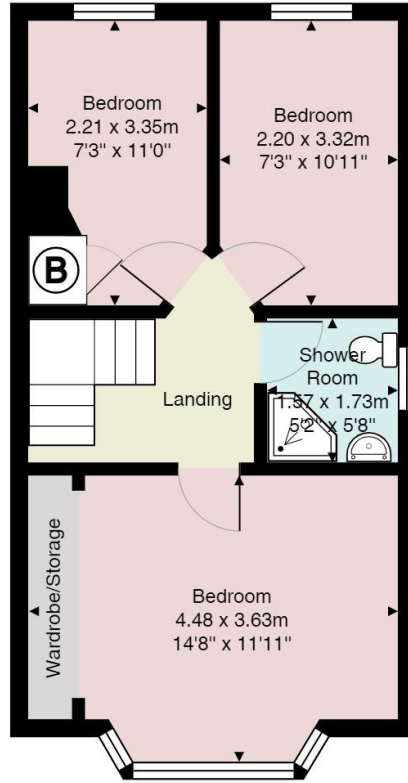 Bedroom
2.21 x 3.35m
7'3" x 11'0"
Bedroom
2.20 x 3.32m
7'3" x 10'11"
B
Landing
Shower
Room
1.57 x 1.73m
5'2" x 5'8"
Wardrobe/Storage
Bedroom
4.48 x 3.63m
14'8" x 11'11"